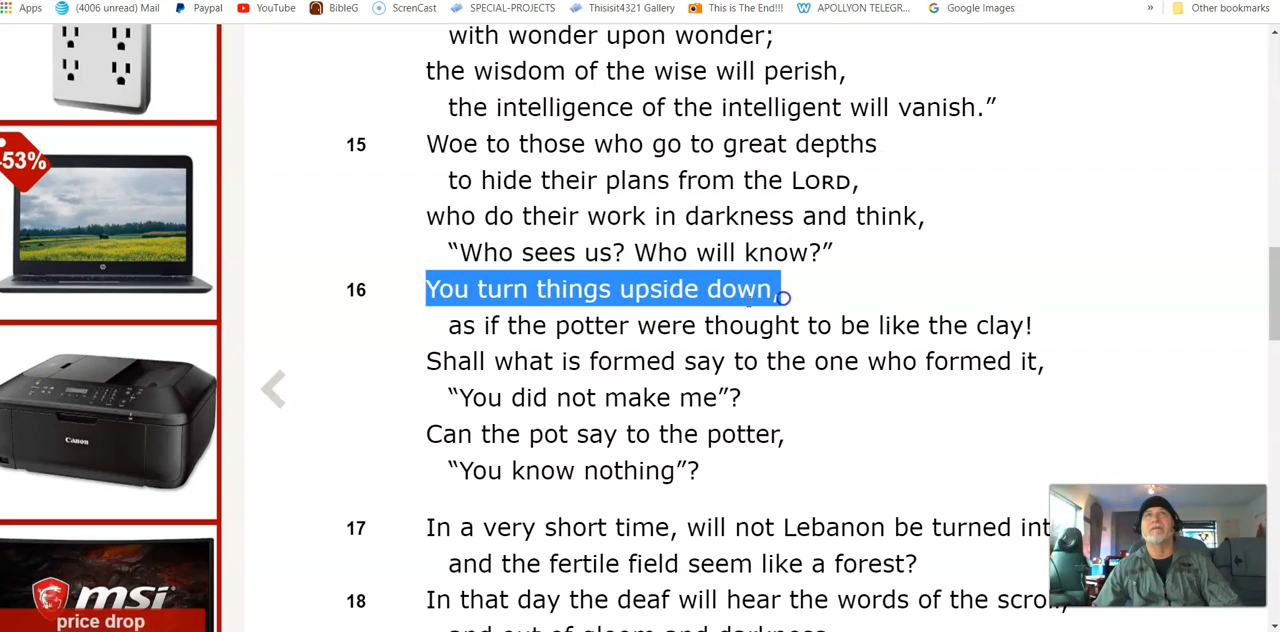 Apps (4006 unread) Mail Paypal YouTube BibleG ScrenCast SPECIAL-PROJECTS Thisisit4321 Gallery This is The End!!! APOLLYON TELEGR... Google Images » Other bookmarks
with wonder upon wonder;
the wisdom of the wise will perish,
the intelligence of the intelligent will vanish.”
-53%
15 Woe to those who go to great depths
to hide their plans from the LORD,
who do their work in darkness and think,
“Who sees us? Who will know?”
16 You turn things upside down,
as if the potter were thought to be like the clay!
Shall what is formed say to the one who formed it,
“You did not make me”?
Can the pot say to the potter,
“You know nothing”?
Canon
17 In a very short time, will not Lebanon be turned int
and the fertile field seem like a forest?
18 In that day the deaf will hear the words of the scroll,
and out of gloom and darkness
msi
price drop